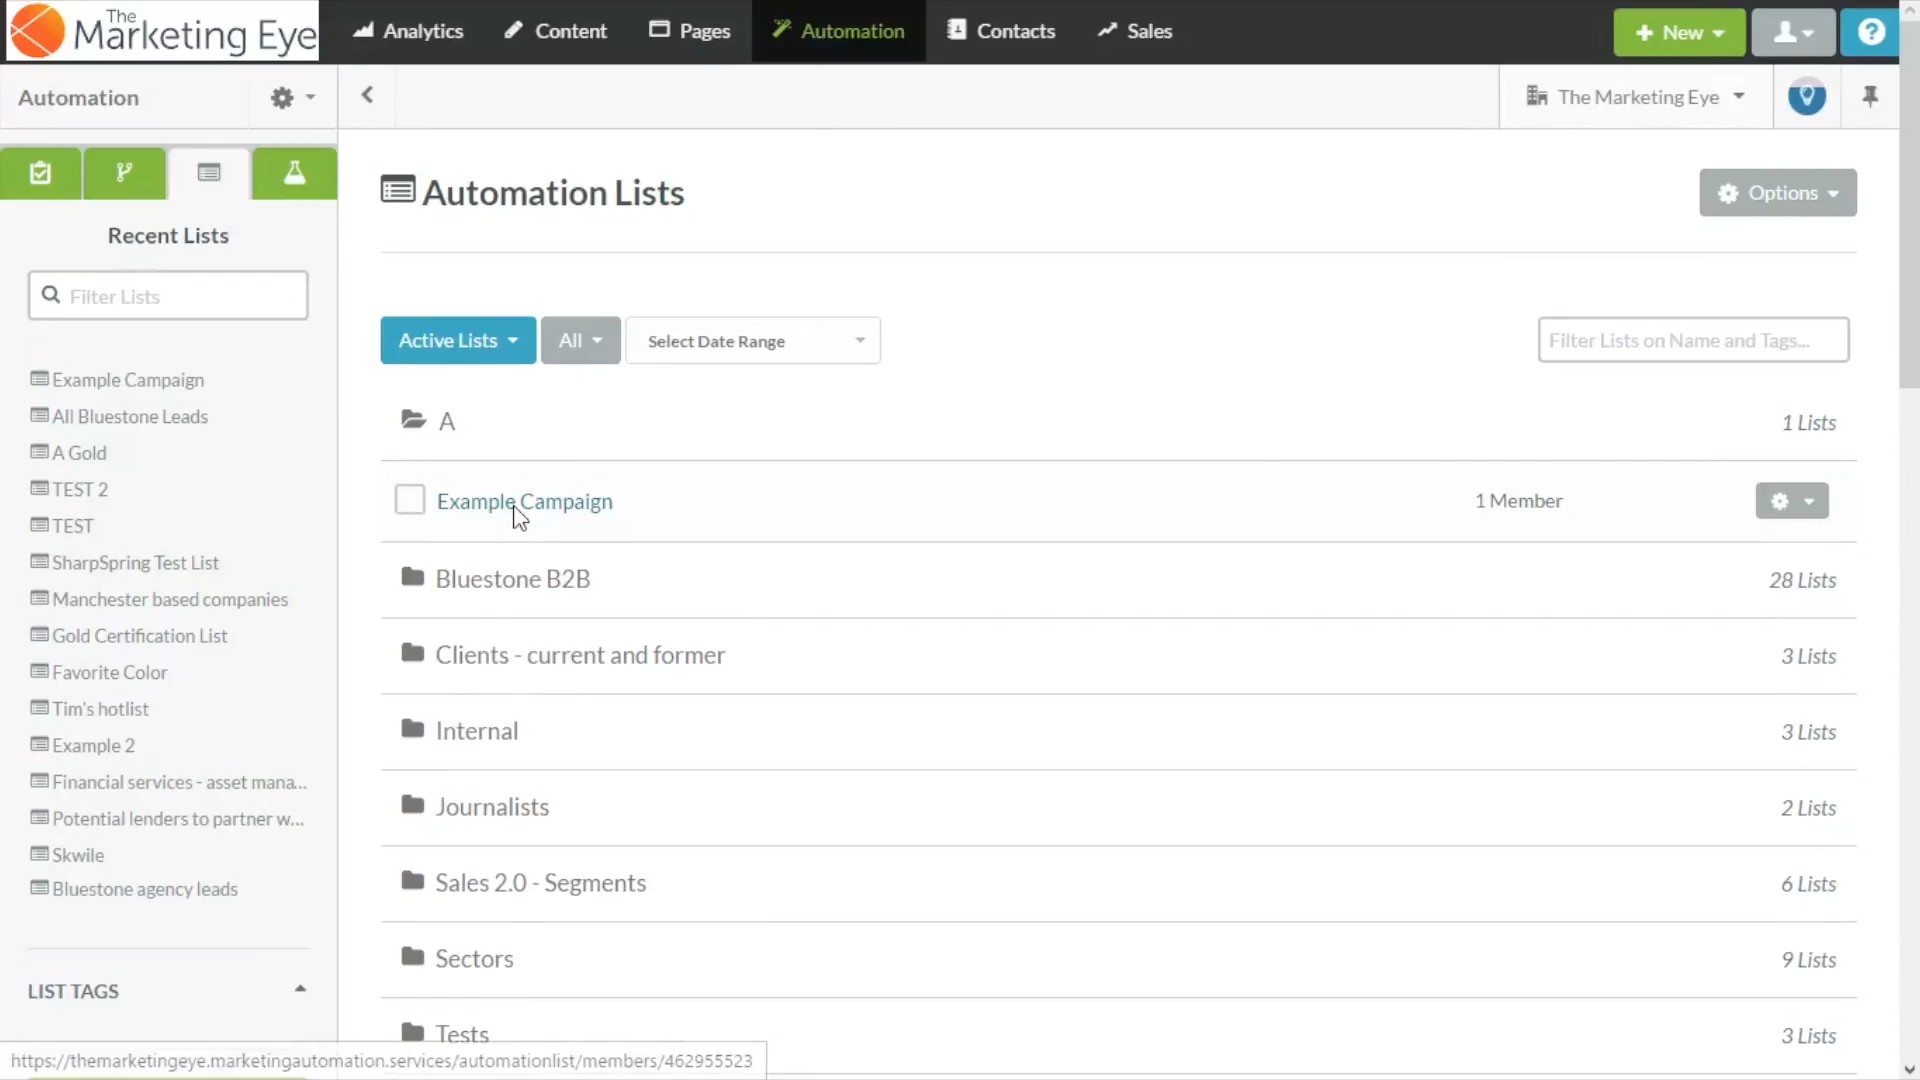 The
Marketing Eye
Analytics
Content
Pages
Automation
Contacts
Sales
+ New
?
Automation
The Marketing Eye
Recent Lists
Filter Lists
Example Campaign
All Bluestone Leads
A Gold
TEST 2
TEST
SharpSpring Test List
Manchester based companies
Gold Certification List
Favorite Color
Tim's hotlist
Example 2
Financial services - asset mana...
Potential lenders to partner w...
Skwile
Bluestone agency leads
LIST TAGS
Automation Lists
Options
Active Lists
All
Select Date Range
Filter Lists on Name and Tags...
A 1 Lists
Example Campaign 1 Member
Bluestone B2B 28 Lists
Clients - current and former 3 Lists
Internal 3 Lists
Journalists 2 Lists
Sales 2.0 - Segments 6 Lists
Sectors 9 Lists
Tests 3 Lists
https://themarketingeye.marketingautomation.services/automationlist/members/462955523